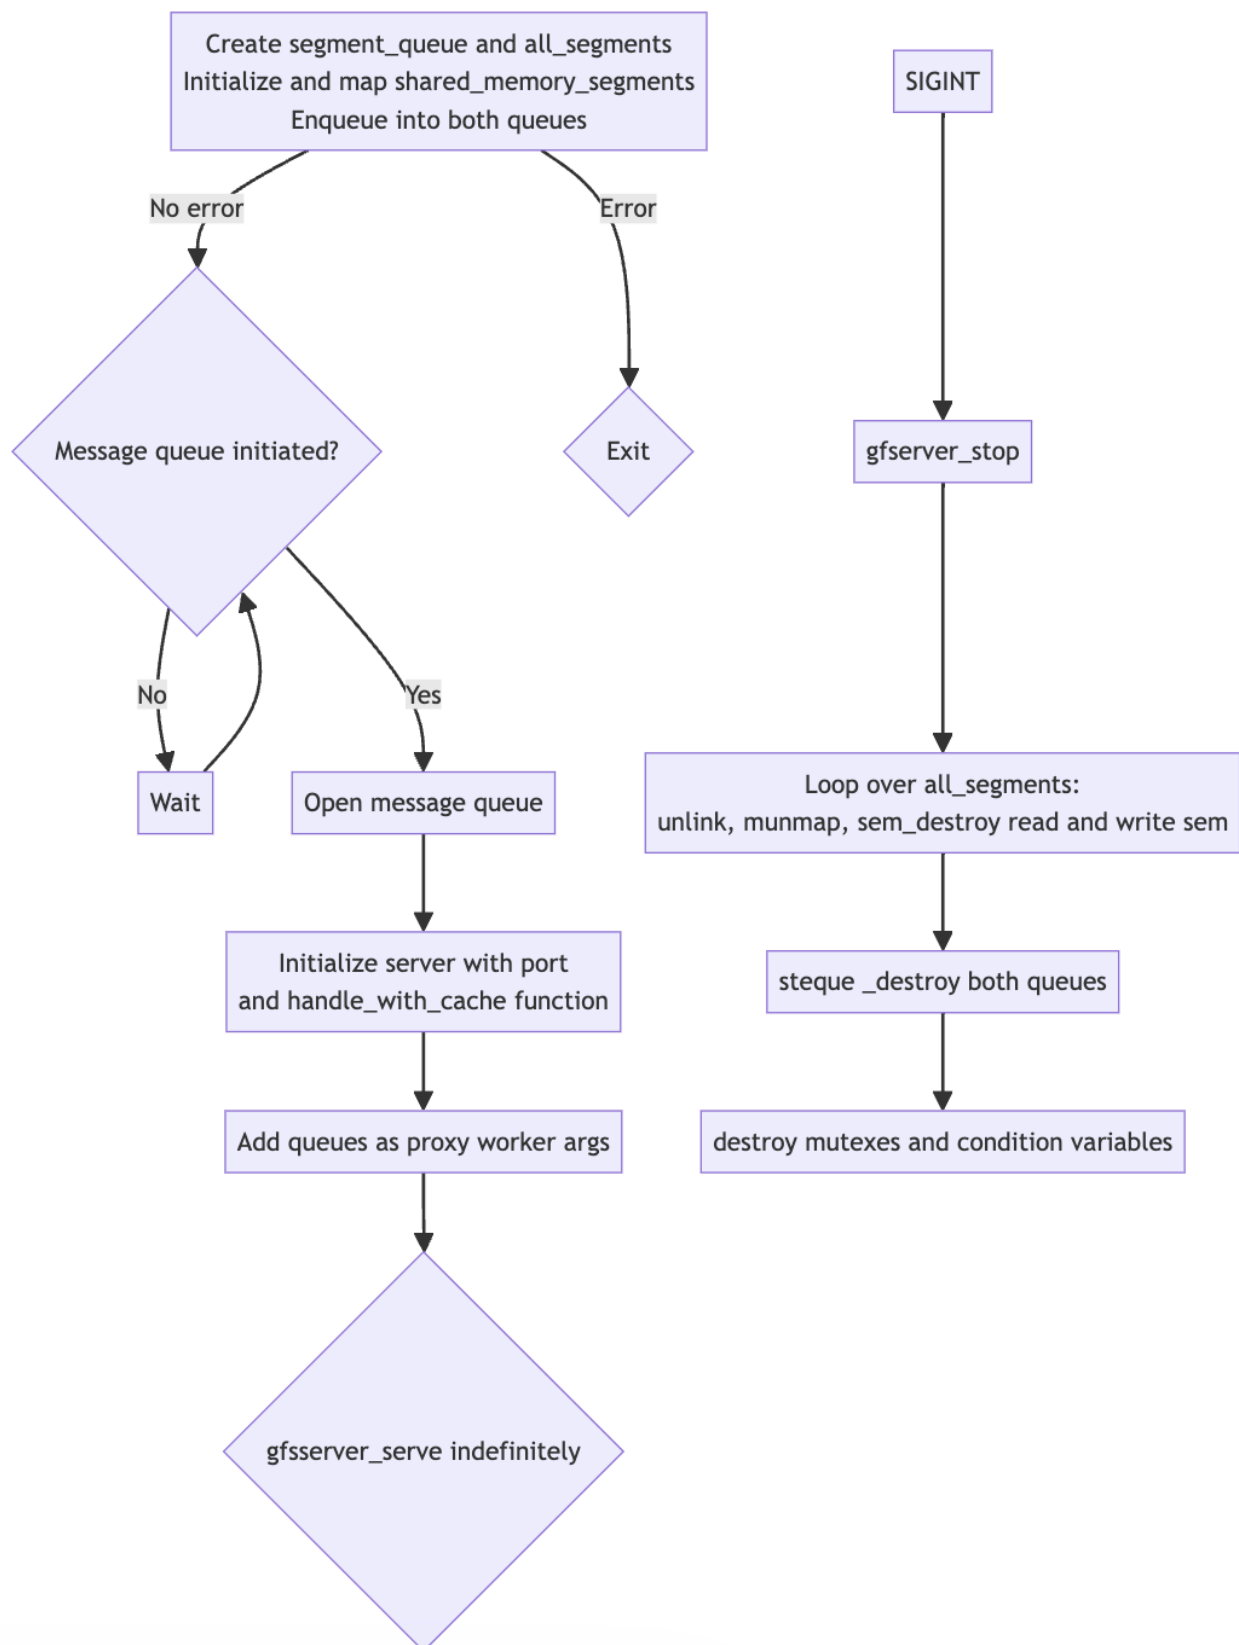 Create segment_queue and all_segments
Initialize and map shared_memory_segments
Enqueue into both queues
SIGINT
No error
Error
Message queue initiated?
Exit
gfserver_stop
No
Yes
Wait
Open message queue
Loop over all_segments:
unlink, munmap, sem_destroy read and write sem
Initialize server with port
and handle_with_cache function
steque _destroy both queues
Add queues as proxy worker args
destroy mutexes and condition variables
gfsserver_serve indefinitely